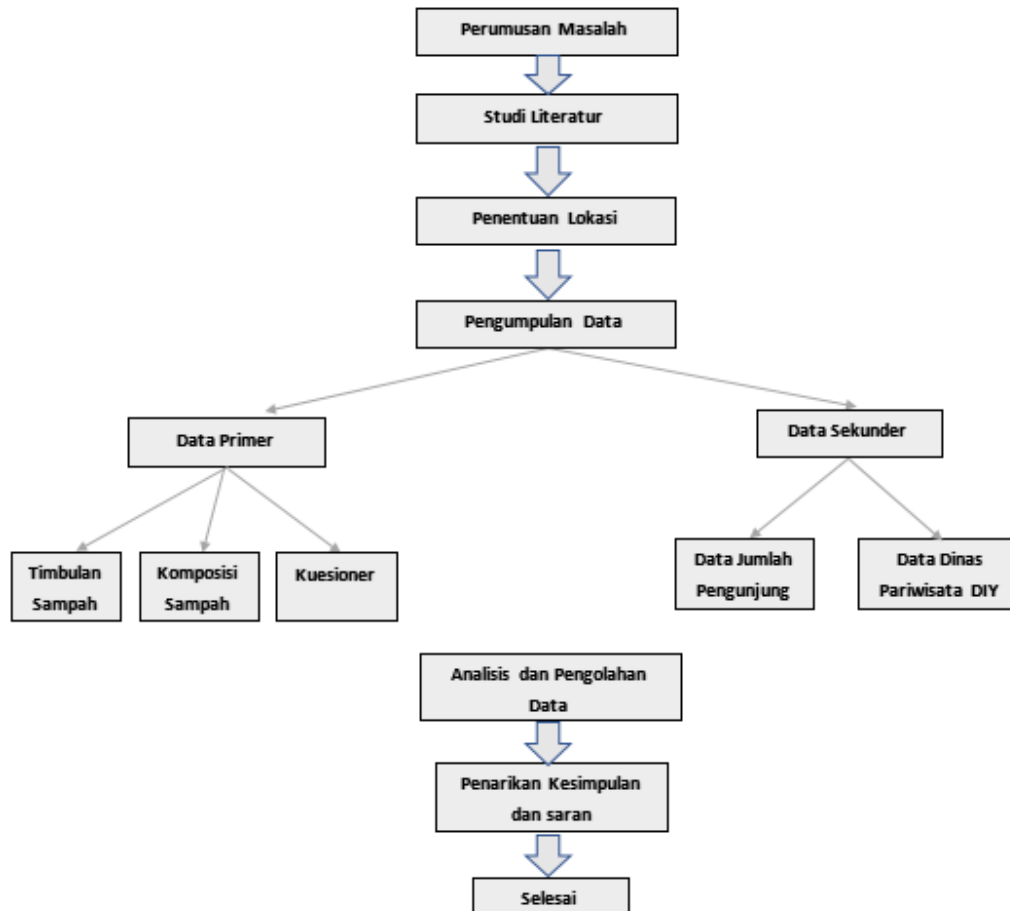 Perumusan Masalah
Studi Literatur
Penentuan Lokasi
Pengumpulan Data
Data Primer
Data Sekunder
Timbulan
Sampah
Komposisi
Sampah
Kuesioner
Data Jumlah
Pengunjung
Data Dinas
Pariwisata DIY
Analisis dan Pengolahan
Data
Penarikan Kesimpulan
dan saran
Selesai